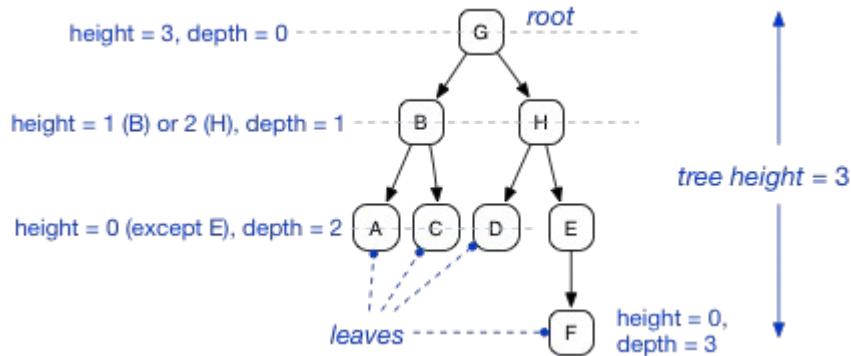 root
height = 3, depth = 0
G
height = 1 (B) or 2 (H), depth = 1
B
H
tree height = 3
height = 0 (except E), depth = 2
A
C
D
E
leaves
F
height = 0,
depth = 3